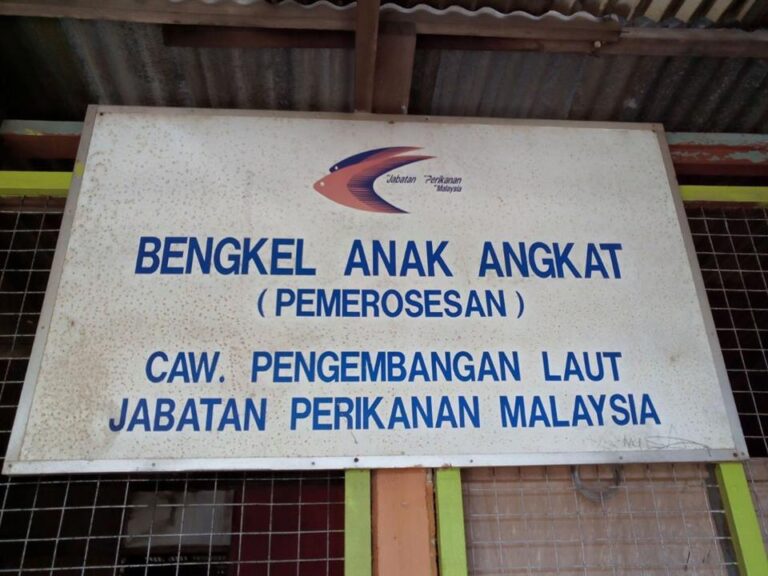 Jabatan Perikanan
Malaysia
BENGKEL ANAK ANGKAT
( PEMEROSESAN )
CAW. PENGEMBANGAN LAUT
JABATAN PERIKANAN MALAYSIA